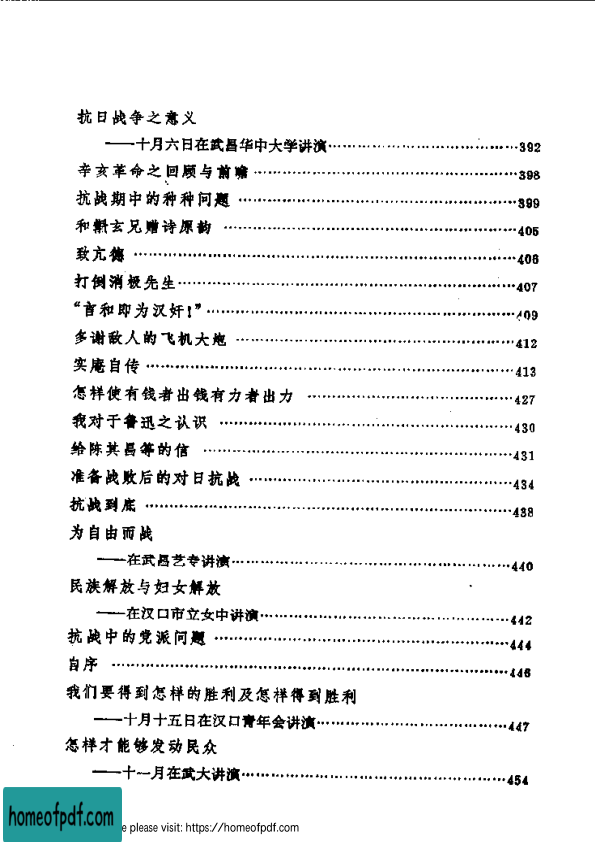 抗日战争之意义
——十月六日在武昌华中大学讲演……………………392
辛亥革命之回顾与前瞻……………………398
抗战期中的种种问题……………………399
和斠玄兄赠诗原韵……………………405
致亢德……………………406
打倒消极先生……………………407
“言和即为汉奸!”……………………409
多谢敌人的飞机大炮……………………412
实庵自传……………………413
怎样使有钱者出钱有力者出力……………………427
我对于鲁迅之认识……………………430
给陈其昌等的信……………………431
准备战败后的对日抗战……………………434
抗战到底……………………438
为自由而战
——在武昌艺专讲演……………………440
民族解放与妇女解放
——在汉口市立女中讲演……………………442
抗战中的党派问题……………………444
自序……………………446
我们要得到怎样的胜利及怎样得到胜利
——十月十五日在汉口青年会讲演……………………447
怎样才能够发动民众
——十一月在武大讲演……………………454
homeofpdf.com
e please visit: https://homeofpdf.com